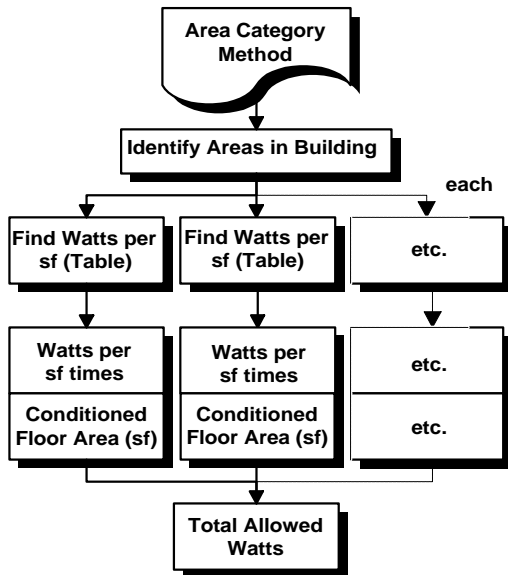 Area Category
Method
Identify Areas in Building
each
Find Watts per
sf (Table)
Find Watts per
sf (Table)
etc.
Watts per
sf times
Watts per
sf times
etc.
Conditioned
Floor Area (sf)
Conditioned
Floor Area (sf)
etc.
Total Allowed
Watts